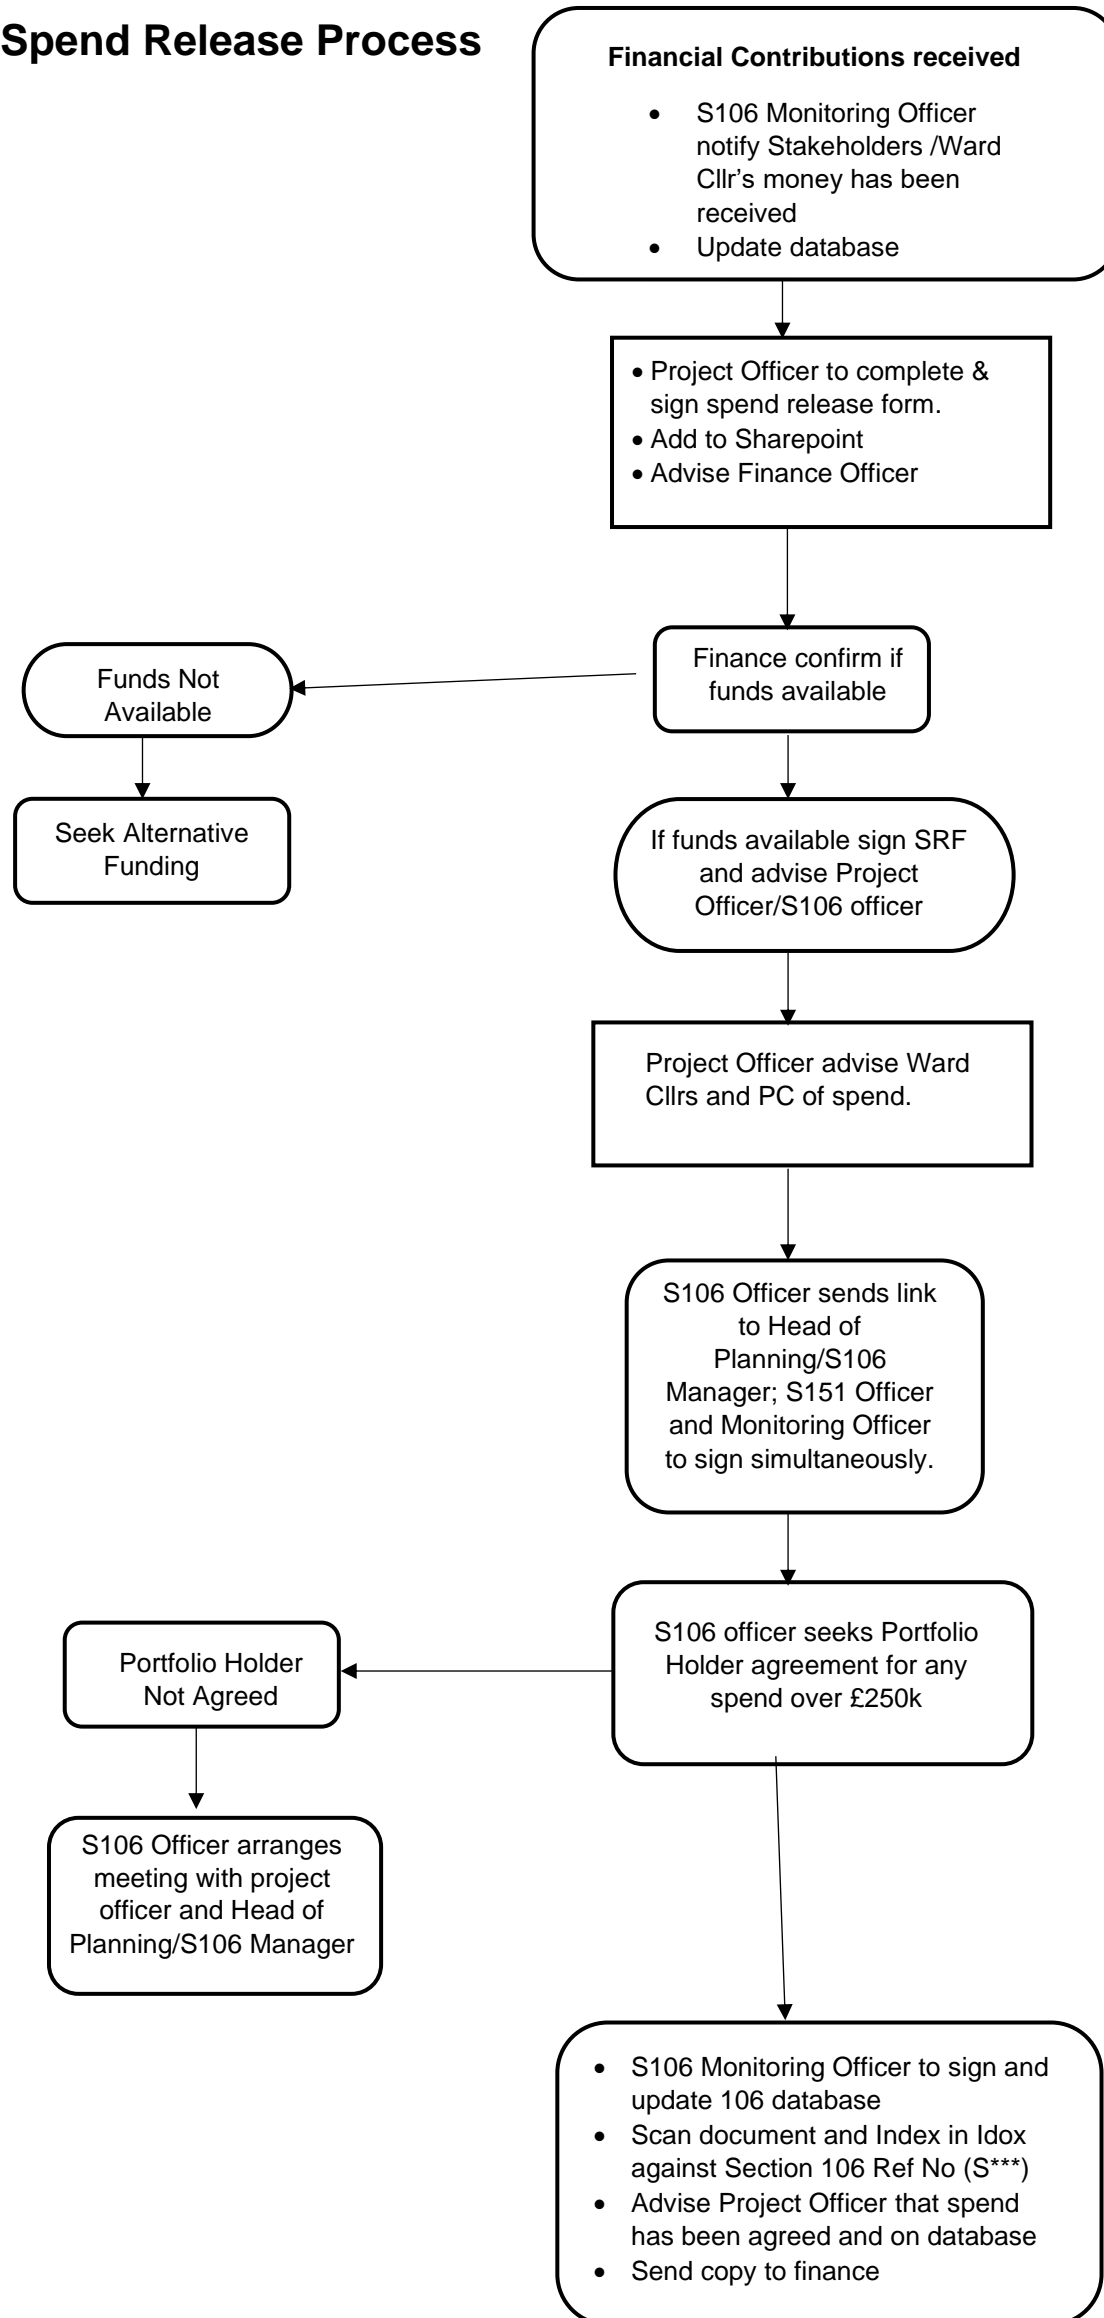 Spend Release Process
Financial Contributions received
• S106 Monitoring Officer
notify Stakeholders /Ward
Cllr's money has been
received
• Update database
• Project Officer to complete &
sign spend release form.
• Add to Sharepoint
• Advise Finance Officer
Finance confirm if
funds available
Funds Not
Available
Seek Alternative
Funding
If funds available sign SRF
and advise Project
Officer/S106 officer
Project Officer advise Ward
Cllrs and PC of spend.
S106 Officer sends link
to Head of
Planning/S106
Manager; S151 Officer
and Monitoring Officer
to sign simultaneously.
S106 officer seeks Portfolio
Holder agreement for any
spend over £250k
Portfolio Holder
Not Agreed
S106 Officer arranges
meeting with project
officer and Head of
Planning/S106 Manager
• S106 Monitoring Officer to sign and
update 106 database
• Scan document and Index in Idox
against Section 106 Ref No (S***)
• Advise Project Officer that spend
has been agreed and on database
• Send copy to finance